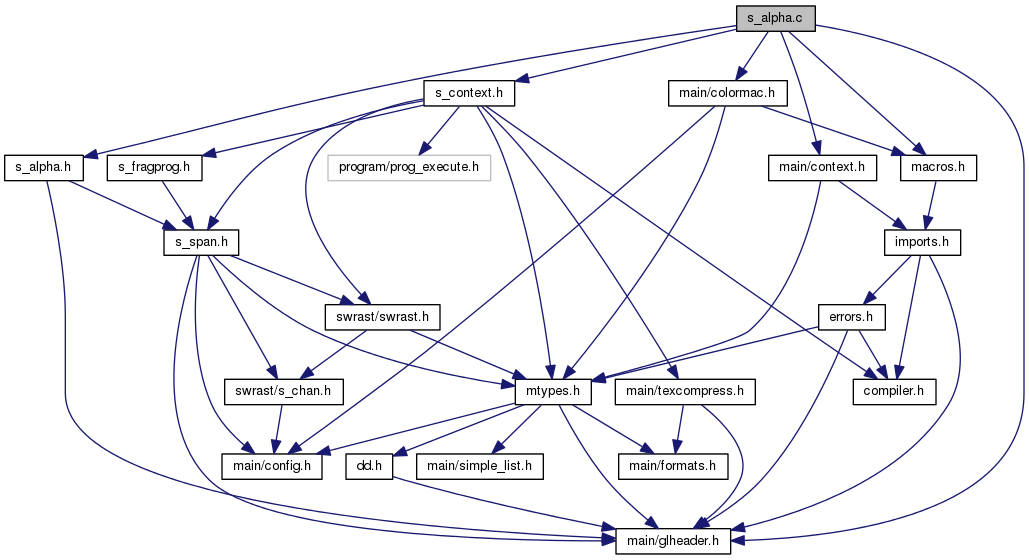 s_alpha.c
s_context.h
main/colormac.h
s_alpha.h
s_fragprog.h
program/prog_execute.h
main/context.h
macros.h
s_span.h
imports.h
swrast/swrast.h
errors.h
swrast/s_chan.h
mtypes.h
main/texcompress.h
compiler.h
main/config.h
dd.h
main/simple_list.h
main/formats.h
main/glheader.h